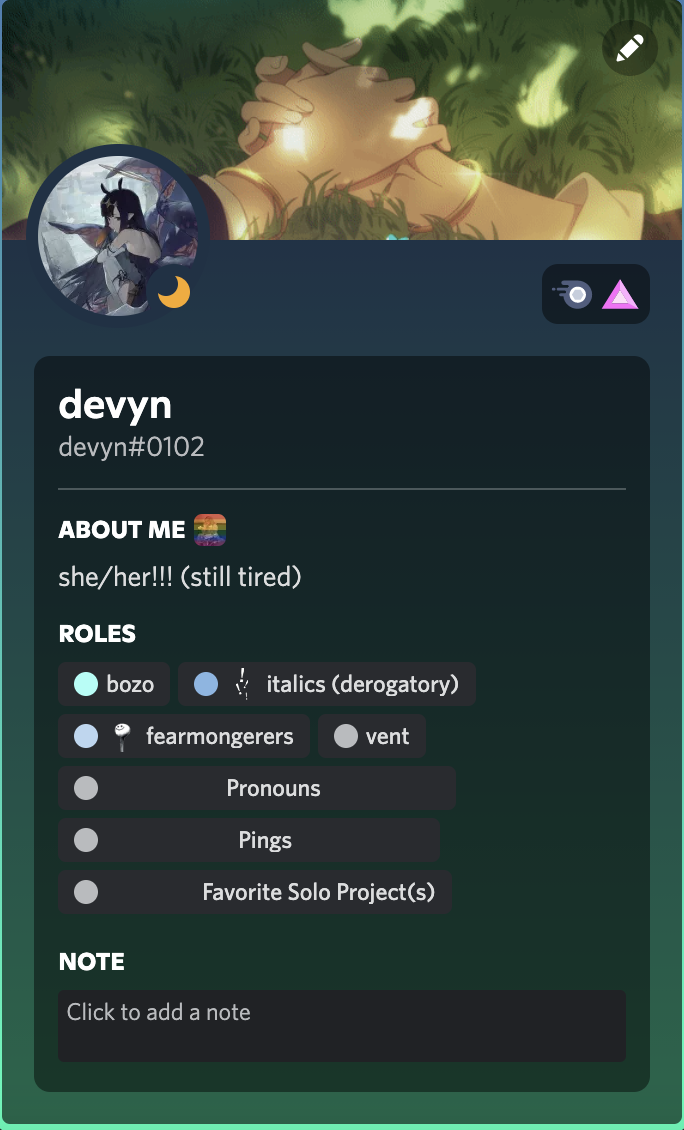 devyn
devyn#0102
ABOUT ME
she/her!!! (still tired)
ROLES
bozo italics (derogatory)
fearmongerers vent
Pronouns
Pings
Favorite Solo Project(s)
NOTE
Click to add a note